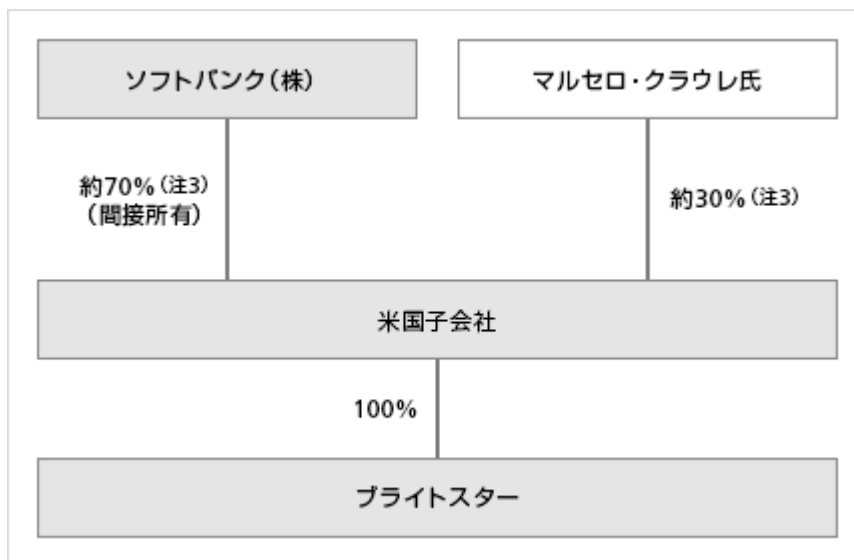 ソフトバンク(株)
マルセロ・クラウレ氏
約70%(注3)
(間接所有)
約30%(注3)
米国子会社
100%
ブライトスター